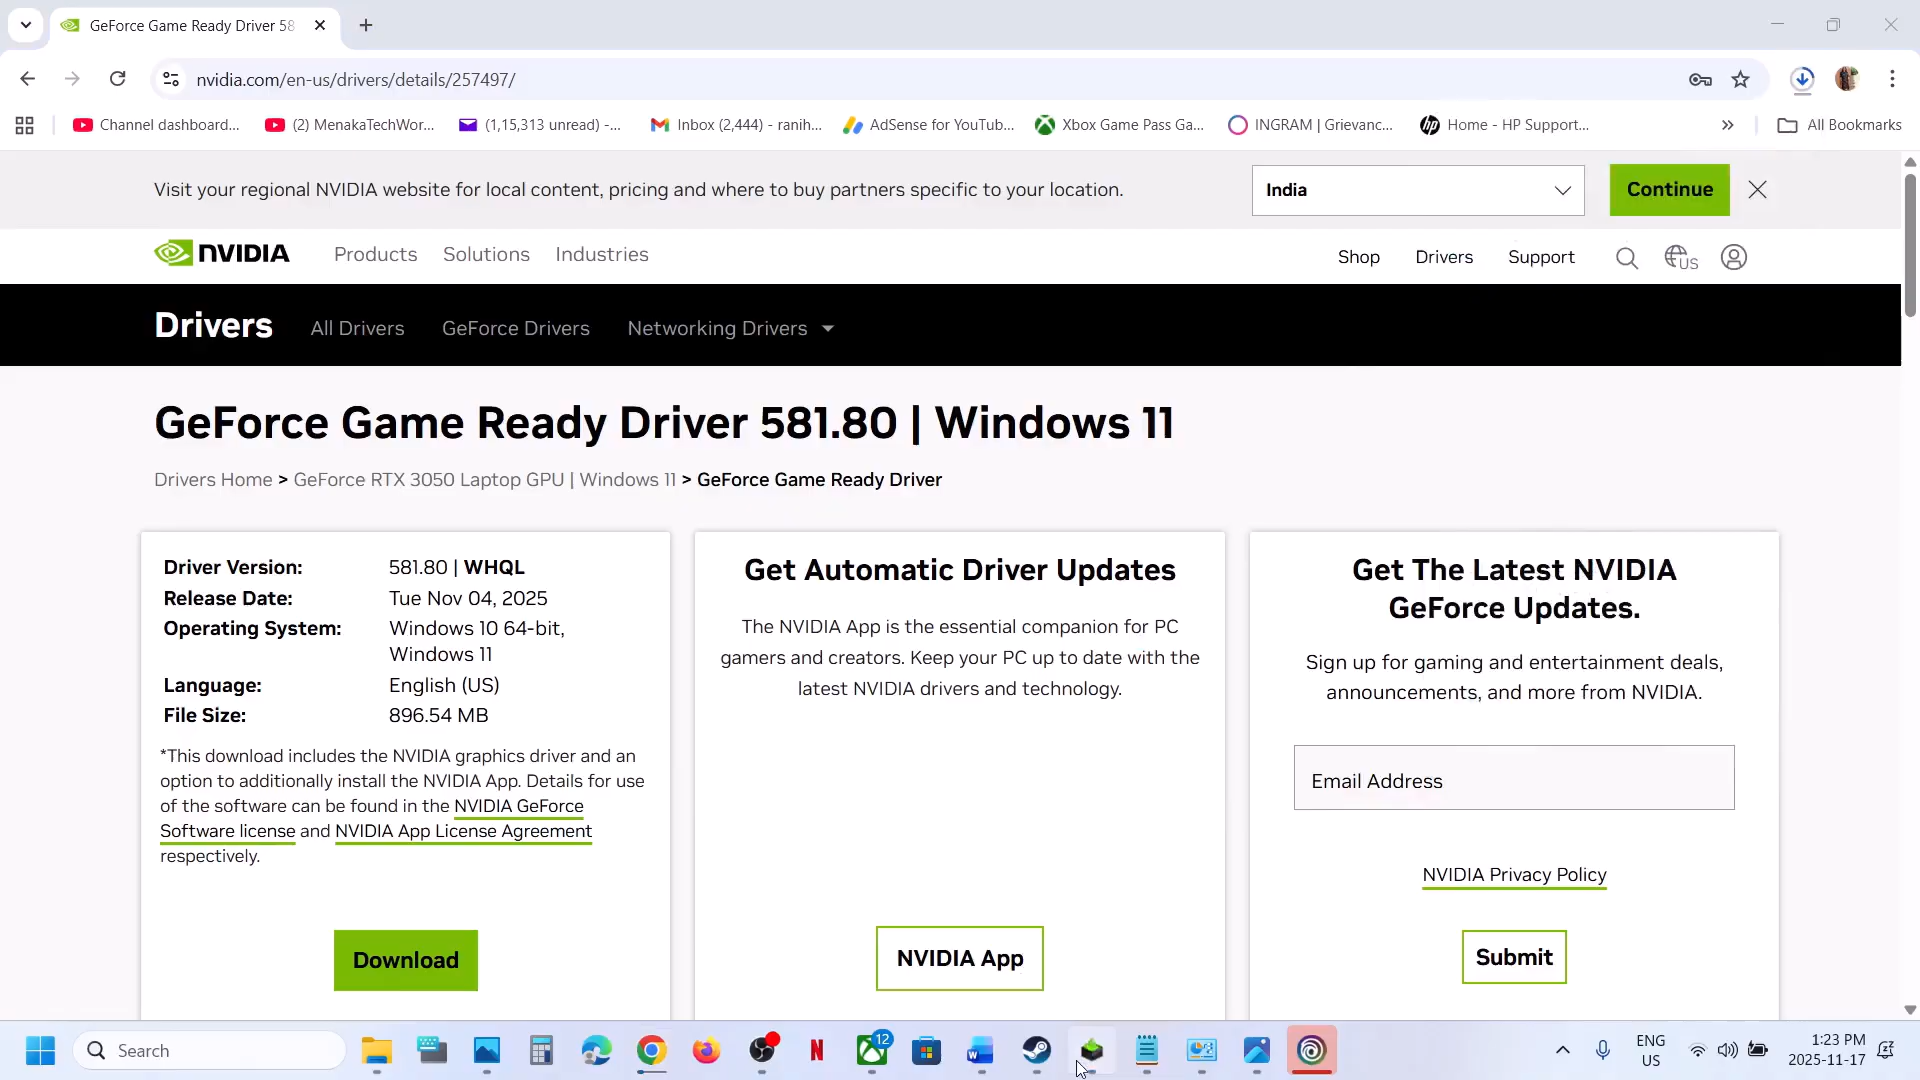 GeForce Game Ready Driver 58
nvidia.com/en-us/drivers/details/257497/
Channel dashboard...
(2) MenakaTechWor...
(1,15,313 unread) -...
Inbox (2,444) - ranih...
AdSense for YouTub...
Xbox Game Pass Ga...
INGRAM | Grievanc...
Home - HP Support...
All Bookmarks
Visit your regional NVIDIA website for local content, pricing and where to buy partners specific to your location.
India
Continue
NVIDIA
Products
Solutions
Industries
Shop
Drivers
Support
US
Drivers
All Drivers
GeForce Drivers
Networking Drivers
GeForce Game Ready Driver 581.80 | Windows 11
Drivers Home > GeForce RTX 3050 Laptop GPU | Windows 11 > GeForce Game Ready Driver
Driver Version: 581.80 | WHQL
Release Date: Tue Nov 04, 2025
Operating System: Windows 10 64-bit,
Windows 11
Language: English (US)
File Size: 896.54 MB
*This download includes the NVIDIA graphics driver and an
option to additionally install the NVIDIA App. Details for use
of the software can be found in the NVIDIA GeForce
Software license and NVIDIA App License Agreement
respectively.
Download
Get Automatic Driver Updates
The NVIDIA App is the essential companion for PC
gamers and creators. Keep your PC up to date with the
latest NVIDIA drivers and technology.
NVIDIA App
Get The Latest NVIDIA
GeForce Updates.
Sign up for gaming and entertainment deals,
announcements, and more from NVIDIA.
Email Address
NVIDIA Privacy Policy
Submit
Search
12
ENG
US
1:23 PM
2025-11-17